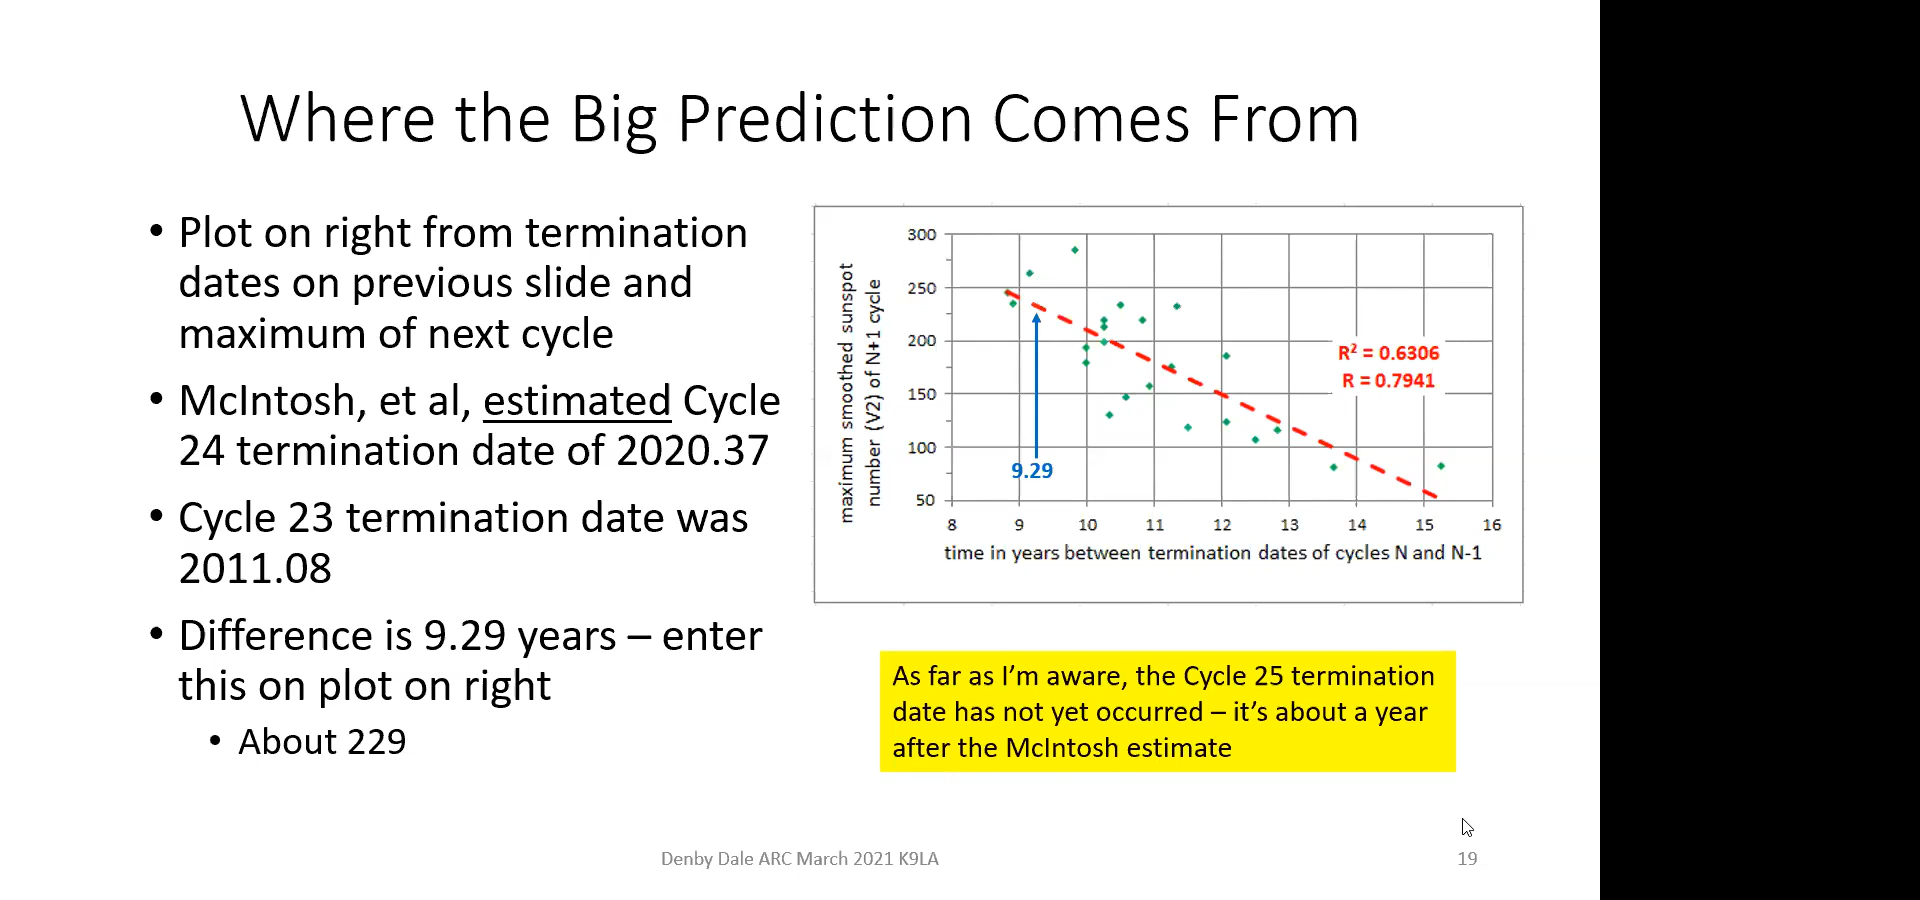 Where the Big Prediction Comes From
• Plot on right from termination
dates on previous slide and
maximum of next cycle
• McIntosh, et al, estimated Cycle
24 termination date of 2020.37
• Cycle 23 termination date was
2011.08
• Difference is 9.29 years – enter
this on plot on right
• About 229
maximum smoothed sunspot
number (V2) of N+1 cycle
300
250
200
150
100
50
R² = 0.6306
R = 0.7941
9.29
8 9 10 11 12 13 14 15 16
time in years between termination dates of cycles N and N-1
As far as I’m aware, the Cycle 25 termination
date has not yet occurred – it’s about a year
after the McIntosh estimate
Denby Dale ARC March 2021 K9LA
19